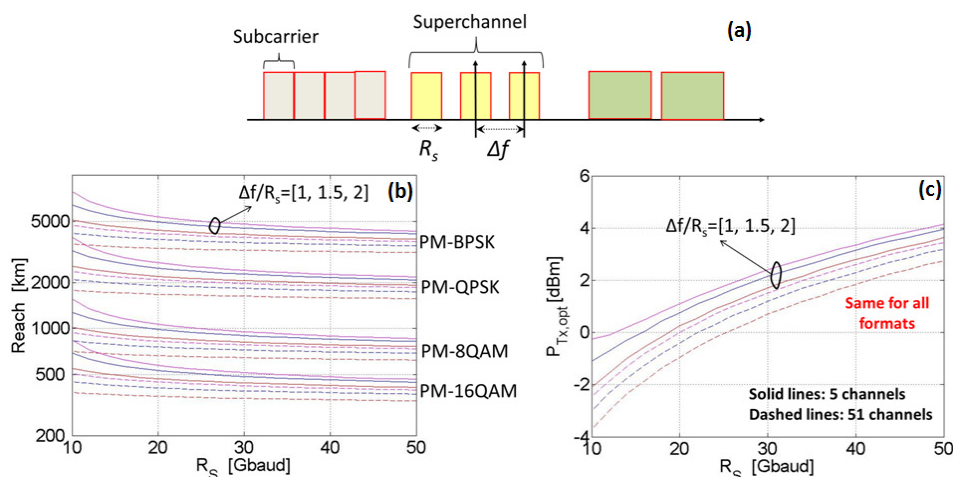 Superchannel
(a)
Subcarrier
Rₛ
Δf
(b)
Δf/Rₛ=[1, 1.5, 2]
5000
2000
1000
500
200
10
20
30
40
50
Reach [km]
R_S [Gbaud]
PM-BPSK
PM-QPSK
PM-8QAM
PM-16QAM
(c)
Δf/Rₛ=[1, 1.5, 2]
6
4
2
0
-2
-4
10
20
30
40
50
P_Tx,opt [dBm]
R_S [Gbaud]
Same for all
formats
Solid lines: 5 channels
Dashed lines: 51 channels